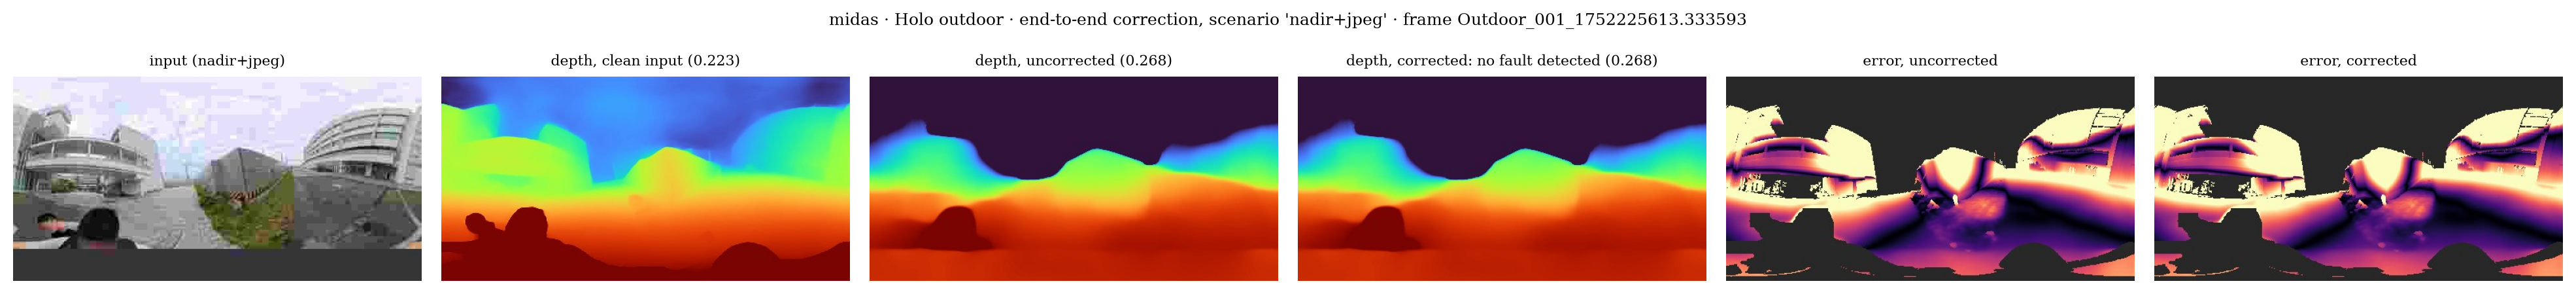 midas · Holo outdoor · end-to-end correction, scenario 'nadir+jpeg' · frame Outdoor_001_1752225613.333593
input (nadir+jpeg)
depth, clean input (0.223)
depth, uncorrected (0.268)
depth, corrected: no fault detected (0.268)
error, uncorrected
error, corrected